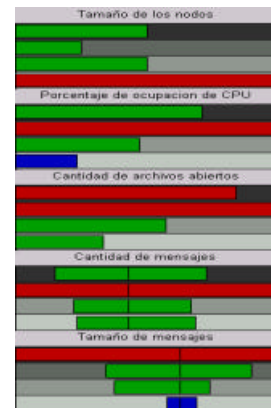 Tamaño de los nodos
Porcentaje de ocupacion de CPU
Cantidad de archivos abiertos
Cantidad de mensajes
Tamaño de mensajes